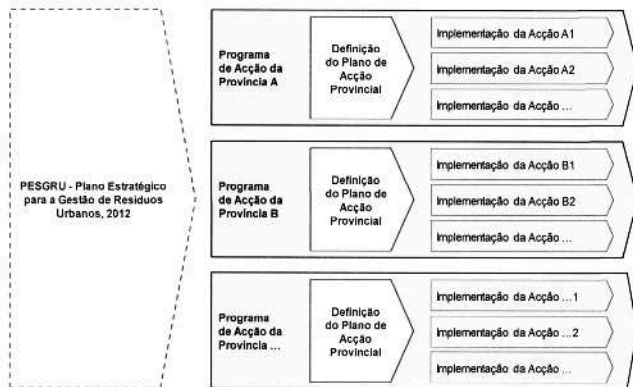 PESGRU - Plano Estratégico
para a Gestão de Resíduos
Urbanos, 2012
Programa
de Acção da
Província A
Definição
do Plano de
Acção
Provincial
Implementação da Acção A1
Implementação da Acção A2
Implementação da Acção ...
Programa
de Acção da
Província B
Definição
do Plano de
Acção
Provincial
Implementação da Acção B1
Implementação da Acção B2
Implementação da Acção ...
Programa
de Acção da
Província ...
Definição
do Plano de
Acção
Provincial
Implementação da Acção ...1
Implementação da Acção ...2
Implementação da Acção ...